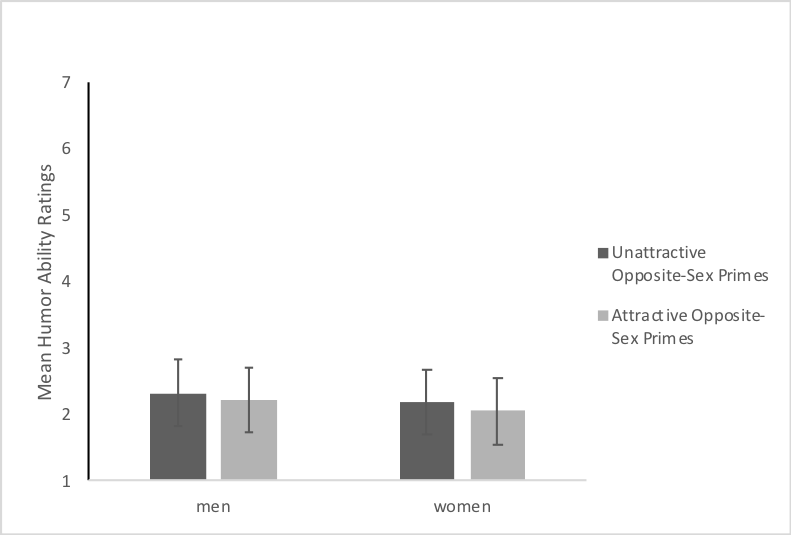 Mean Humor Ability Ratings
7
6
5
4
3
2
1
men
women
Unattractive
Opposite-Sex Primes
Attractive Opposite-
Sex Primes